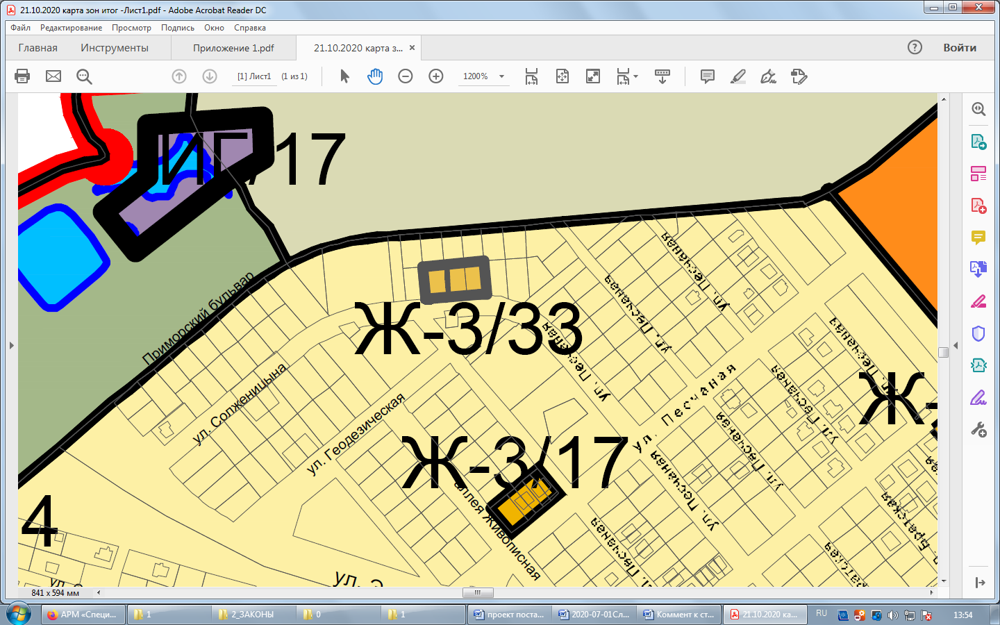 21.10.2020 карта зон итог -Лист1.pdf - Adobe Acrobat Reader DC
Файл Редактирование Просмотр Подпись Окно Справка
Главная Инструменты Приложение 1.pdf 21.10.2020 карта з... × Войти
[1] Лист1 (1 из 1) 1200%
17
Приморский бульвар
Ж-3/33
ул. Песчаная
ул. Песчаная
ул. Песчаная
ул. Солженицына
ул. Геодезическая
ул. Песчаная
ул. Песчаная
ул. Песчаная
ул. Песчаная
Ж-
Ж-3/17
ул. Песчаная
ул. Песчаная
аллея Живописная
Братская
4
ул. Э
841 x 594 мм
АРМ «Специ... 1 2_ЗАКОНЫ 0 1 проект поста... 2020-07-01Сл... Коммент к ст... 21.10.2020 ка... RU 13:54